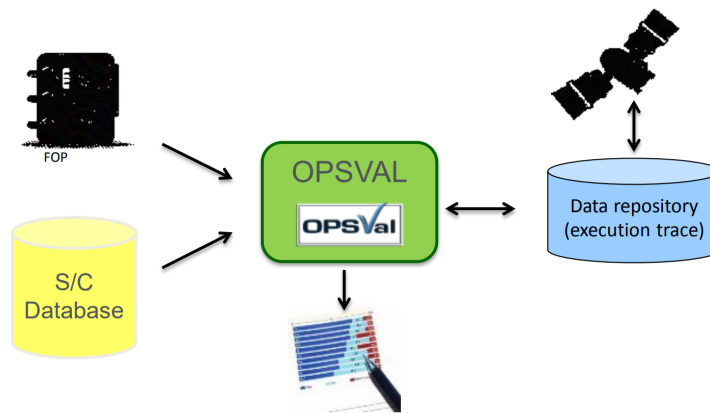 FOP
OPSVAL
OPSVal
S/C
Database
Data repository
(execution trace)